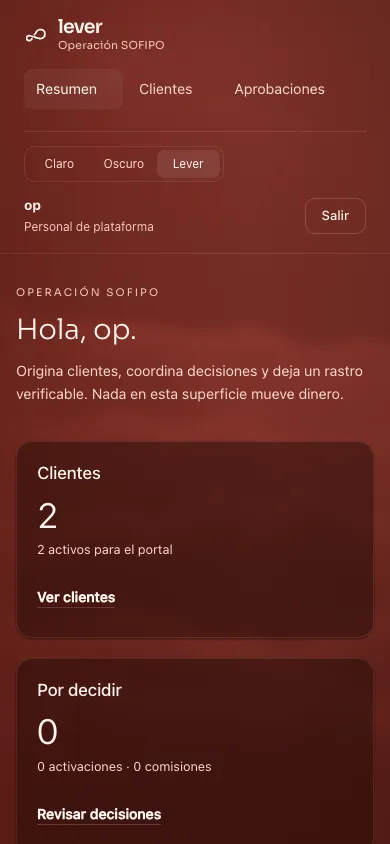 lever
Operación SOFIPO
Resumen Clientes Aprobaciones
Claro Oscuro Lever
op
Personal de plataforma
Salir
OPERACIÓN SOFIPO
Hola, op.
Origina clientes, coordina decisiones y deja un rastro
verificable. Nada en esta superficie mueve dinero.
Clientes
2
2 activos para el portal
Ver clientes
Por decidir
0
0 activaciones · 0 comisiones
Revisar decisiones